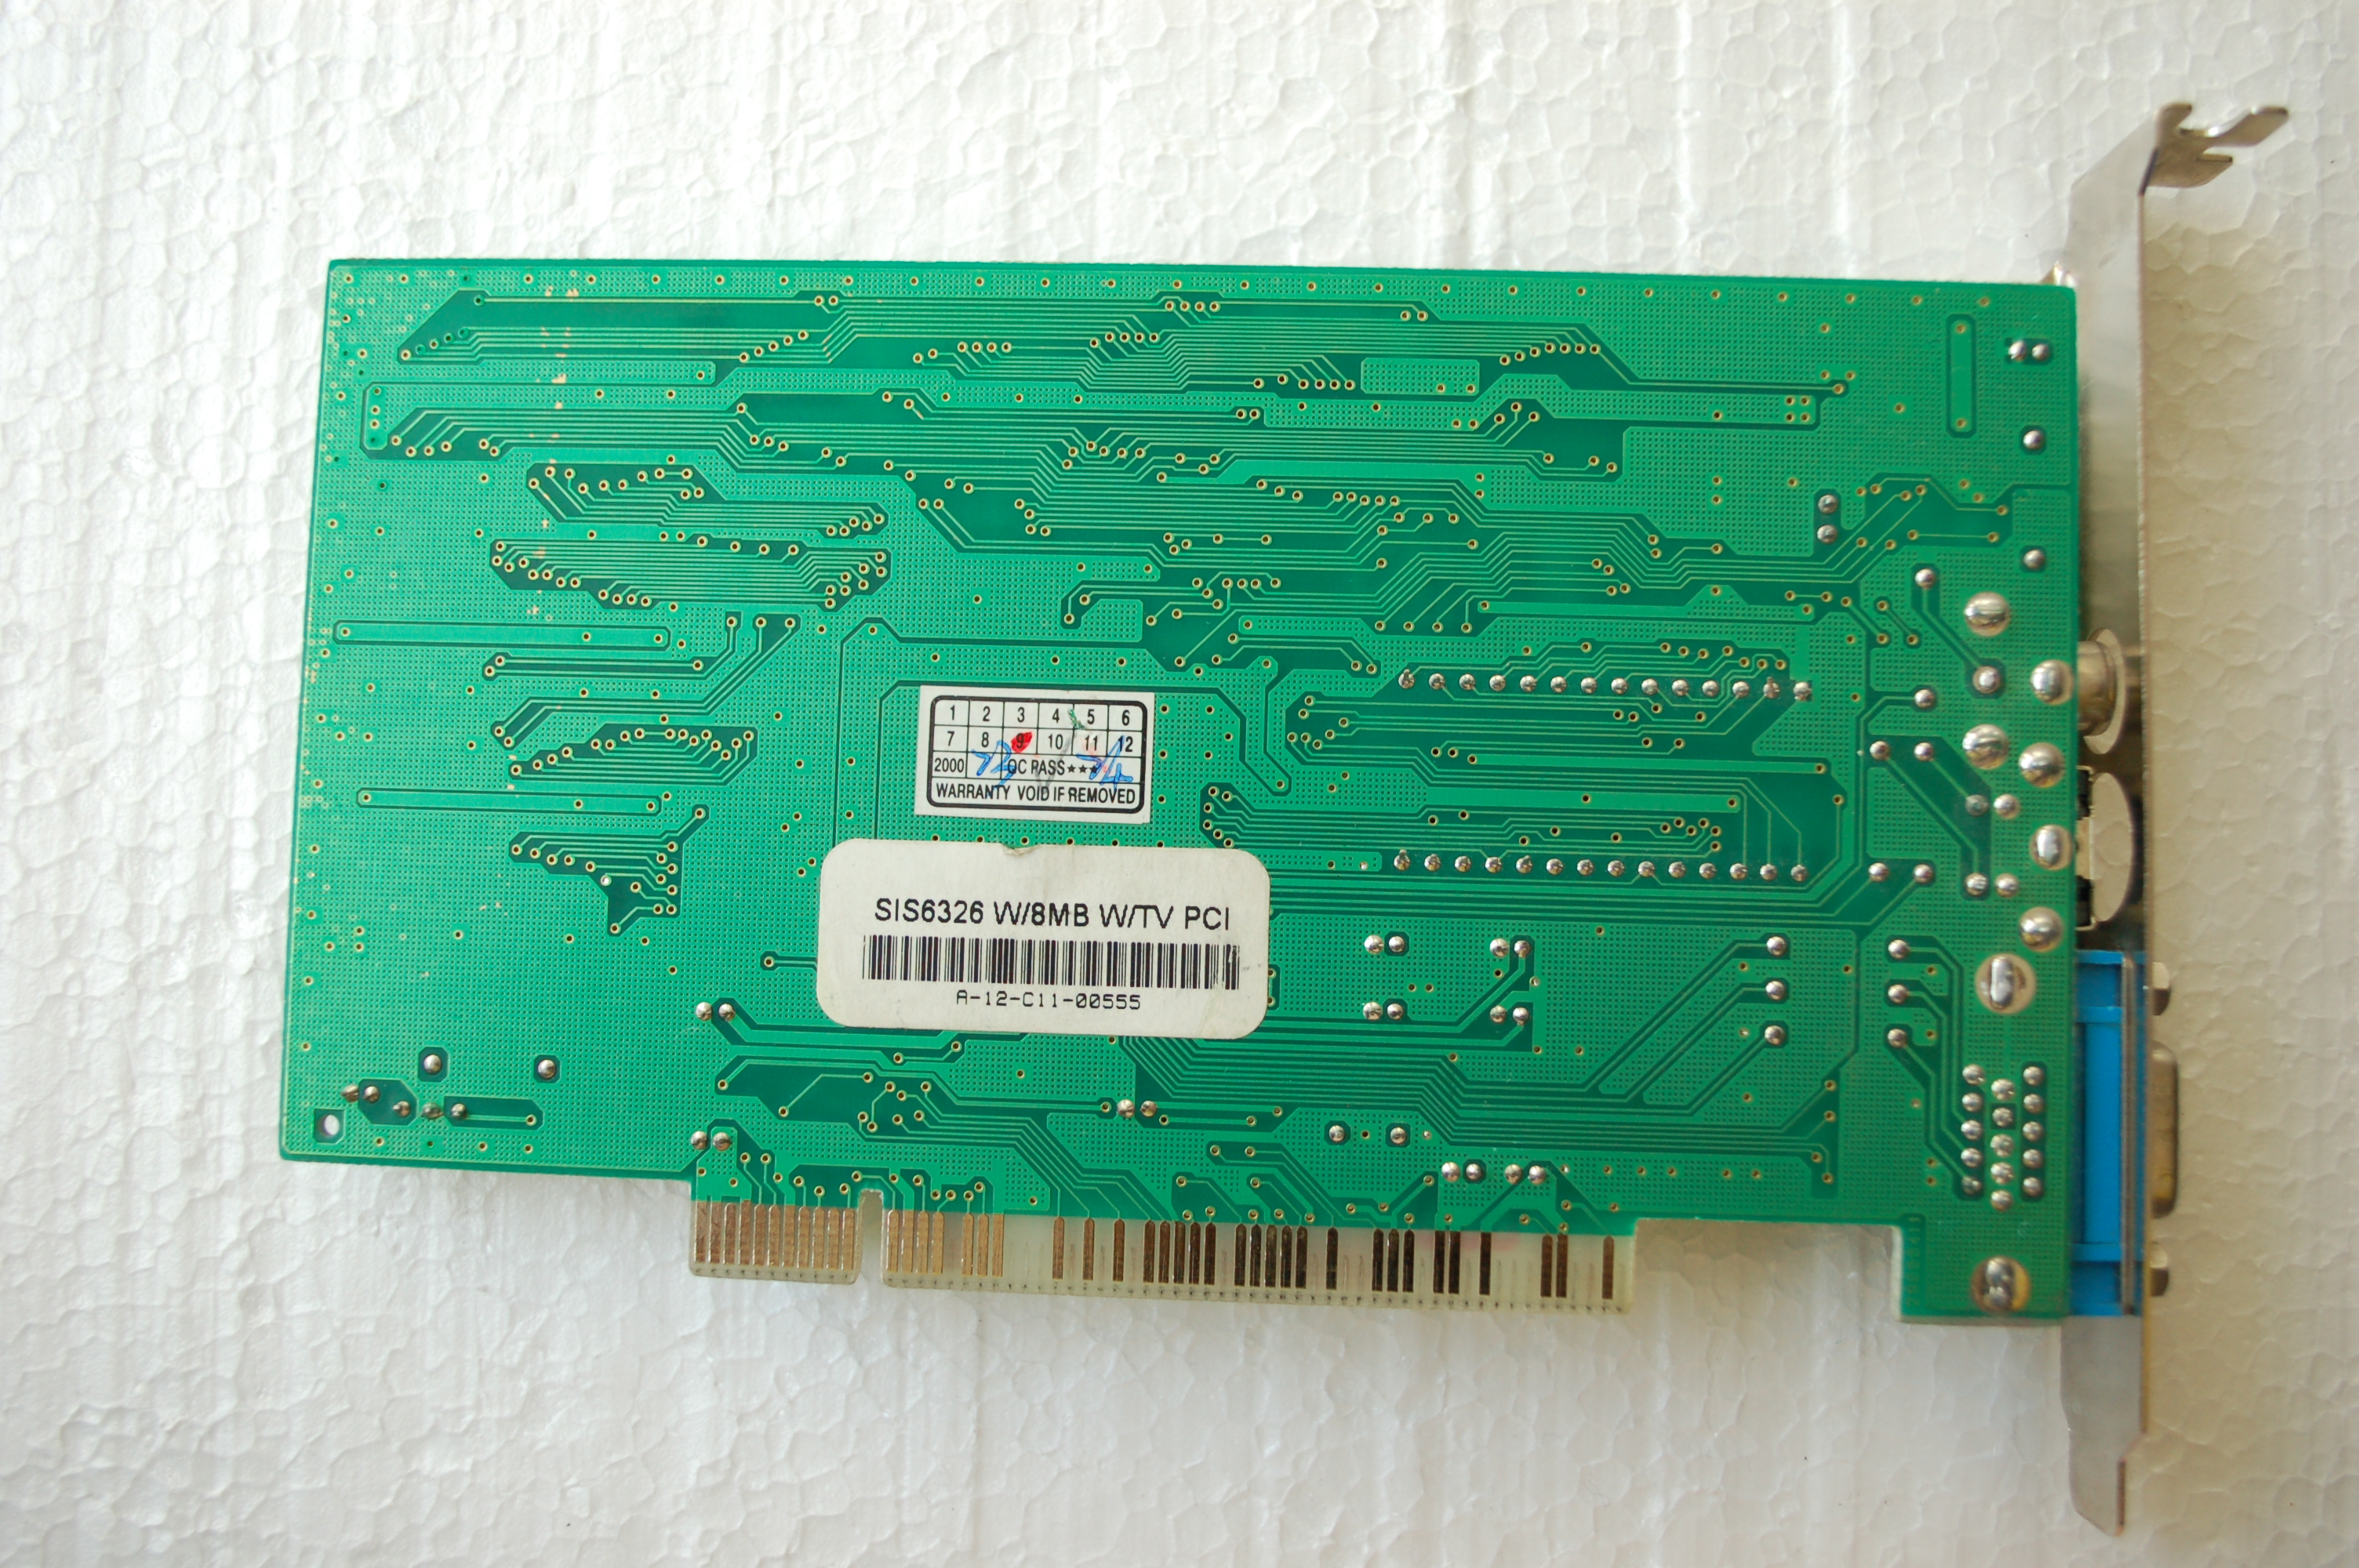 1 2 3 4 5 6
7 8 9 10 11 12
2000 QC PASS★★★
WARRANTY VOID IF REMOVED
SIS6326 W/8MB W/TV PCI
A-12-C11-00555